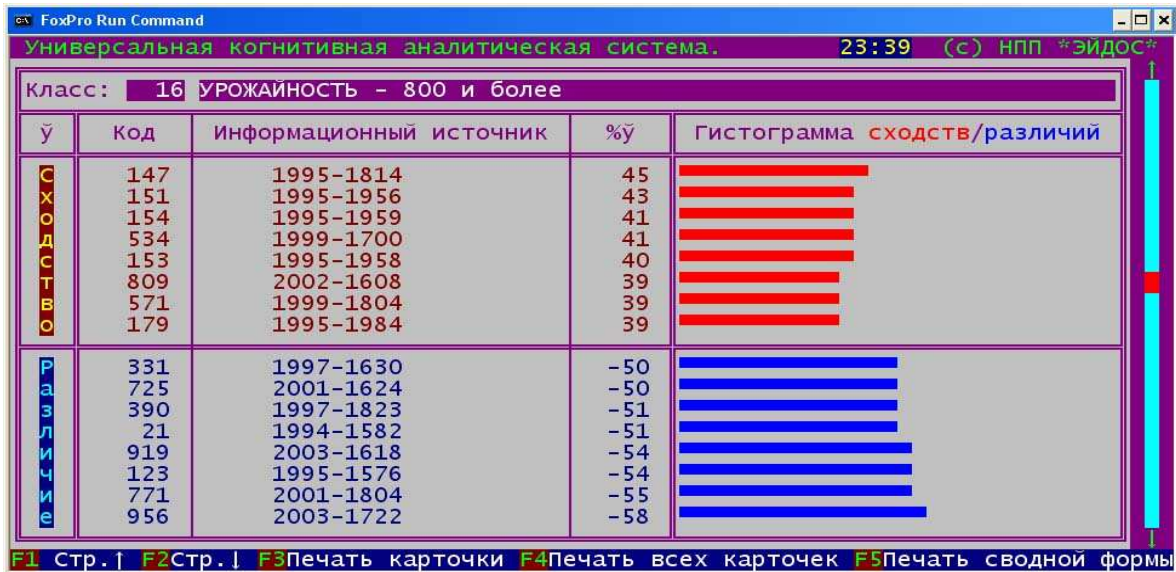 FoxPro Run Command
Универсальная когнитивная аналитическая система. 23:39 (c) НПП *ЭЙДОС*
Класс: 16 УРОЖАЙНОСТЬ - 800 и более
ў Код Информационный источник %ў Гистограмма сходств/различий
Сходство
147 1995-1814 45
151 1995-1956 43
154 1995-1959 41
534 1999-1700 41
153 1995-1958 40
809 2002-1608 39
571 1999-1804 39
179 1995-1984 39
Различие
331 1997-1630 -50
725 2001-1624 -50
390 1997-1823 -51
21 1994-1582 -51
919 2003-1618 -54
123 1995-1576 -54
771 2001-1804 -55
956 2003-1722 -58
F1 Стр.↑ F2Стр.↓ F3Печать карточки F4Печать всех карточек F5Печать сводной формы